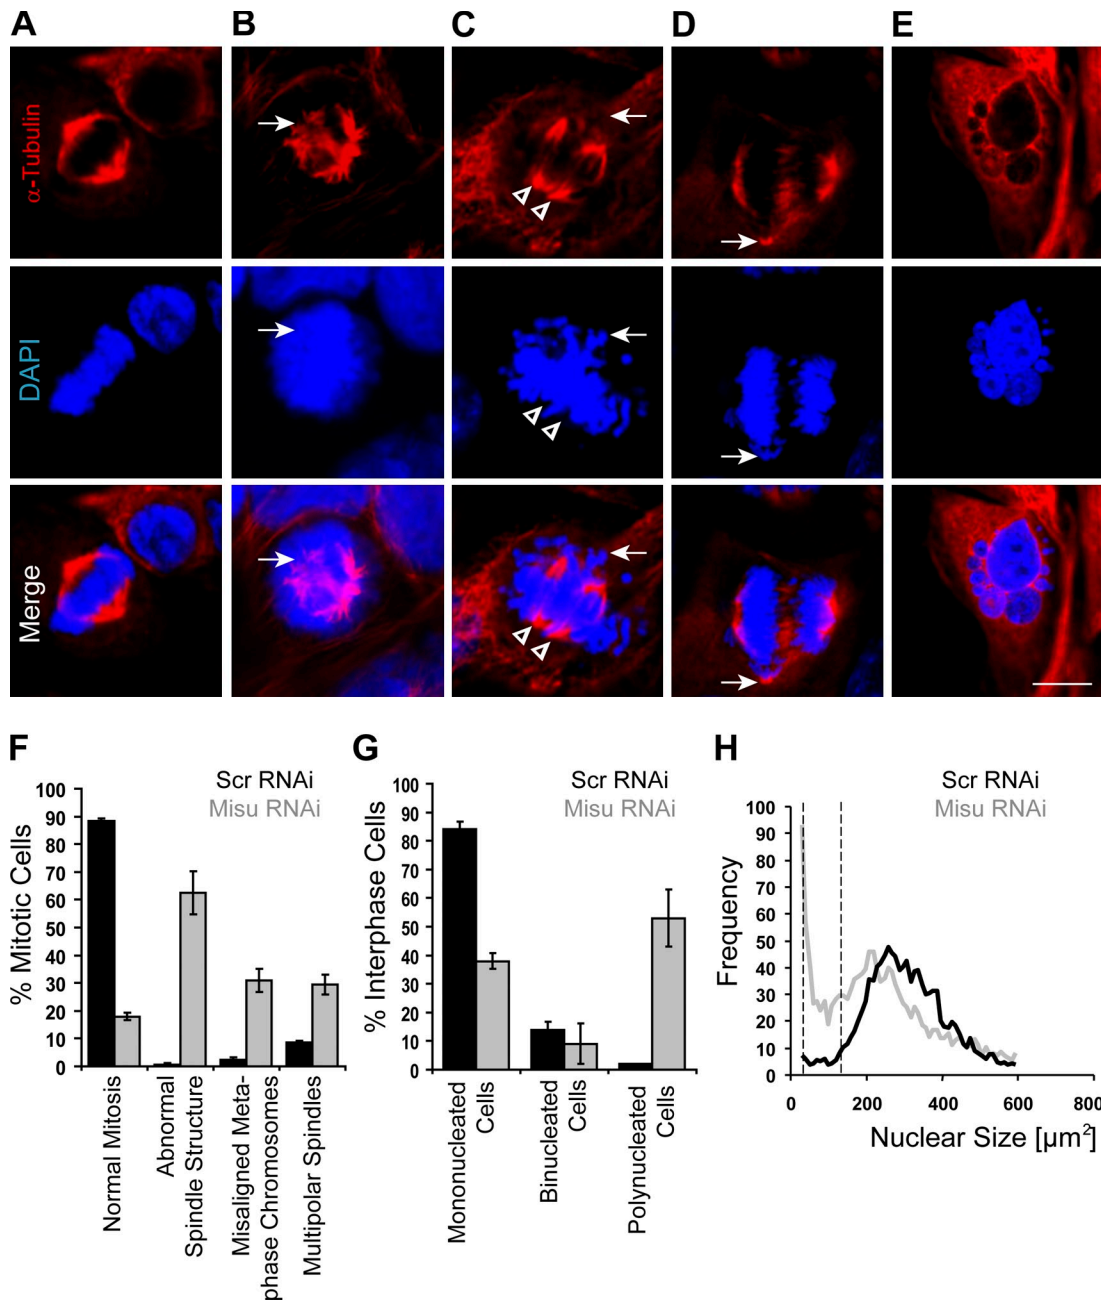 A B C D E
α-Tubulin
DAPI
Merge
F
Scr RNAi
Misu RNAi
% Mitotic Cells
100
90
80
70
60
50
40
30
20
10
0
Normal Mitosis
Abnormal
Spindle Structure
Misaligned Meta-
phase Chromosomes
Multipolar Spindles
G
Scr RNAi
Misu RNAi
% Interphase Cells
100
90
80
70
60
50
40
30
20
10
0
Mononucleated
Cells
Binucleated
Cells
Polynucleated
Cells
H
Scr RNAi
Misu RNAi
Frequency
100
90
80
70
60
50
40
30
20
10
0
0 200 400 600 800
Nuclear Size [µm²]